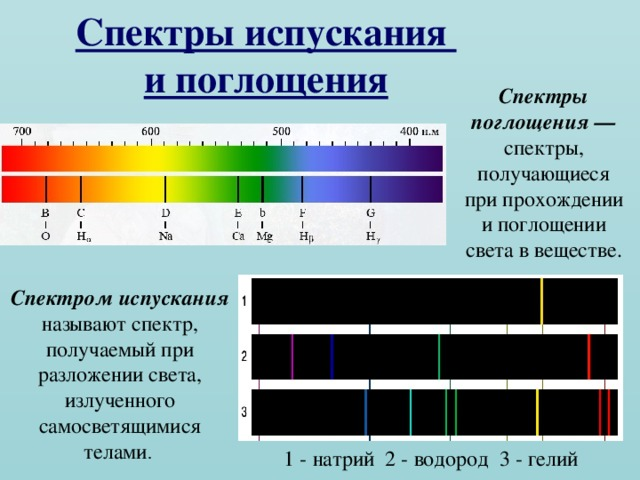 Спектры испускания
и поглощения
Спектры
поглощения —
спектры,
получающиеся
при прохождении
и поглощении
света в веществе.
700 600 500 400 н.м
B C D E b F G
O Hα Na Ca Mg Hβ Hγ
Спектром испускания
называют спектр,
получаемый при
разложении света,
излученного
самосветящимися
телами.
1
2
3
1 - натрий 2 - водород 3 - гелий